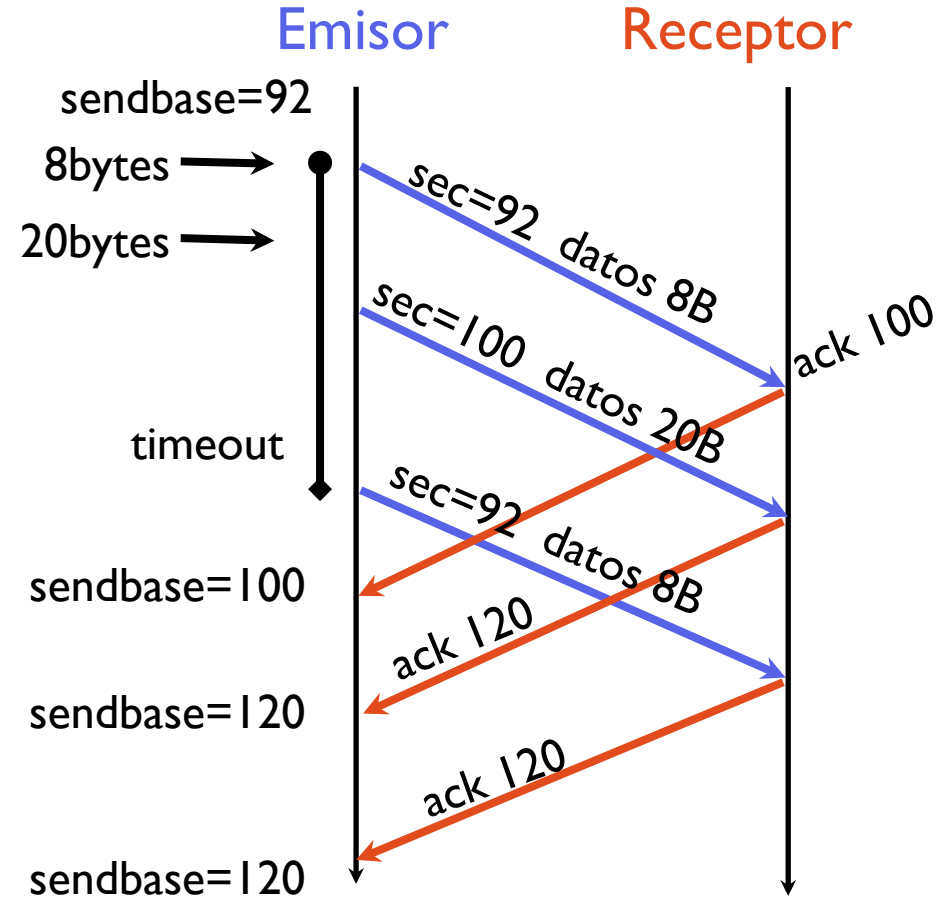 Emisor
Receptor
sendbase=92
8bytes
20bytes
sec=92 datos 8B
sec=100 datos 20B
ack 100
timeout
sec=92 datos 8B
sendbase=100
ack 120
sendbase=120
ack 120
sendbase=120